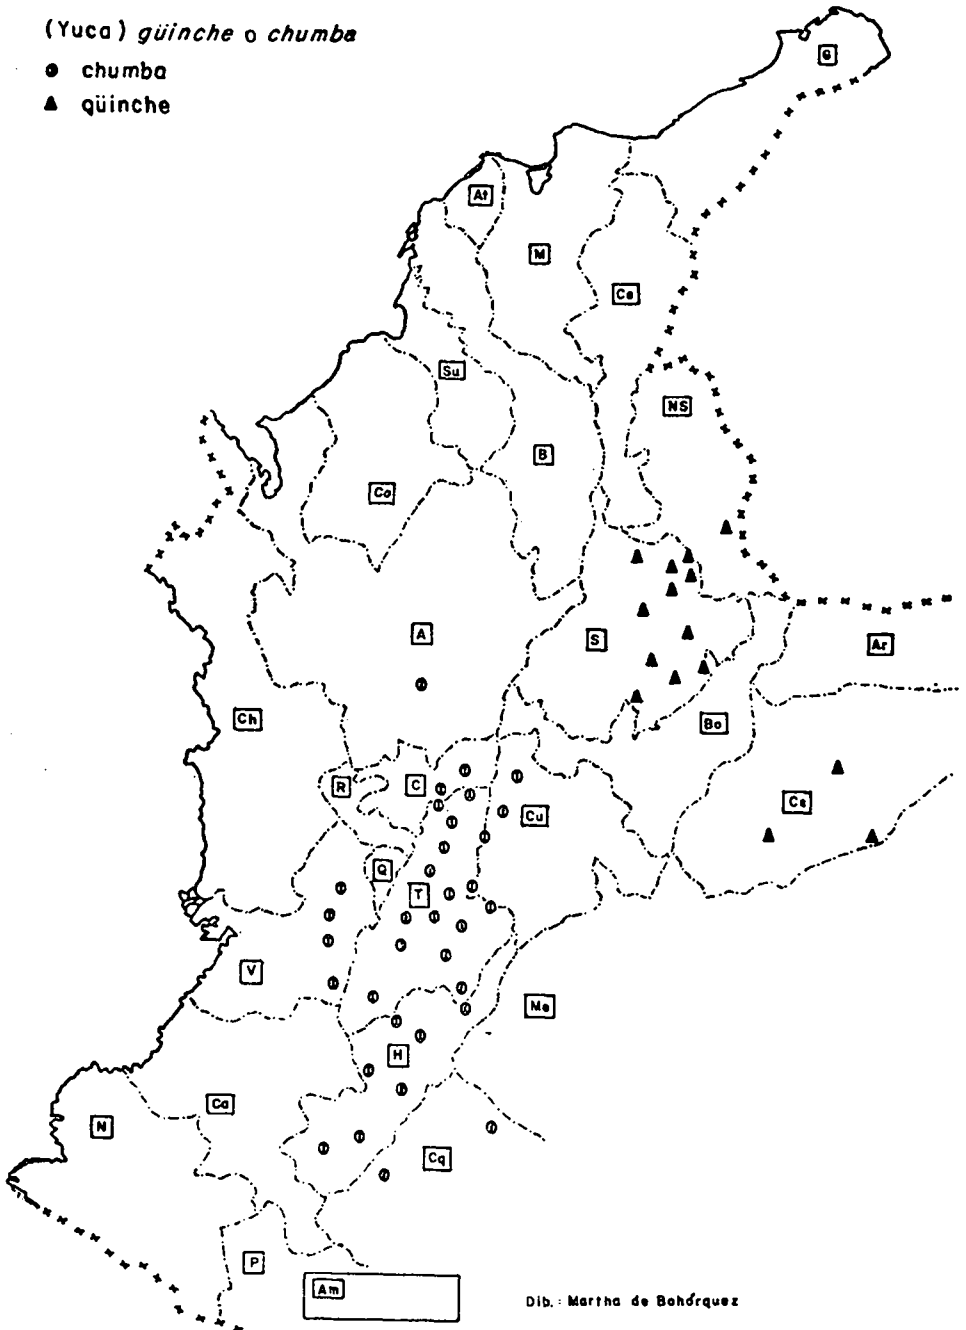 (Yuca) güinche o chumba
chumba
güinche
G
At
M
Ce
Su
NS
B
Co
A
S
Ar
Ch
Bo
R
C
Cs
Cu
Q
T
V
Me
H
Ca
N
Cq
P
Am
Dib.: Martha de Bohórquez